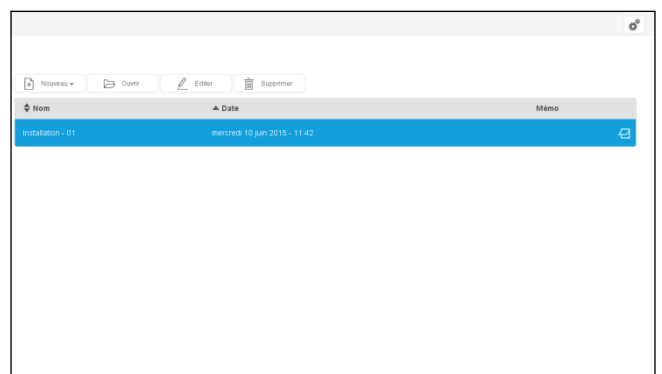 Nouveau Ouvrir Editer Supprimer
Nom Date Mémo
Installation - 01 mercredi 10 juin 2015 - 11:42